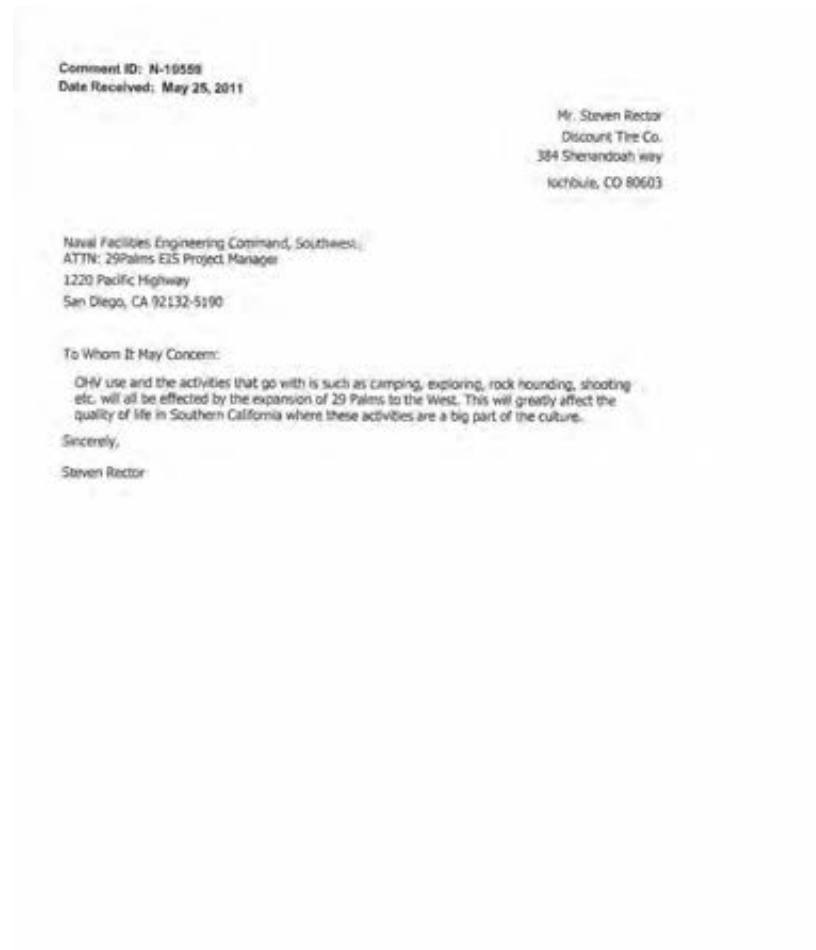 Comment ID: N-10559
Date Received: May 25, 2011
Mr. Steven Rector
Discount Tire Co.
384 Shenandoah way
lochbuie, CO 80603
Naval Facilities Engineering Command, Southwest,
ATTN: 29Palms EIS Project Manager
1220 Pacific Highway
San Diego, CA 92132-5190
To Whom It May Concern:
OHV use and the activities that go with is such as camping, exploring, rock hounding, shooting
etc. will all be effected by the expansion of 29 Palms to the West. This will greatly affect the
quality of life in Southern California where these activities are a big part of the culture.
Sincerely,
Steven Rector